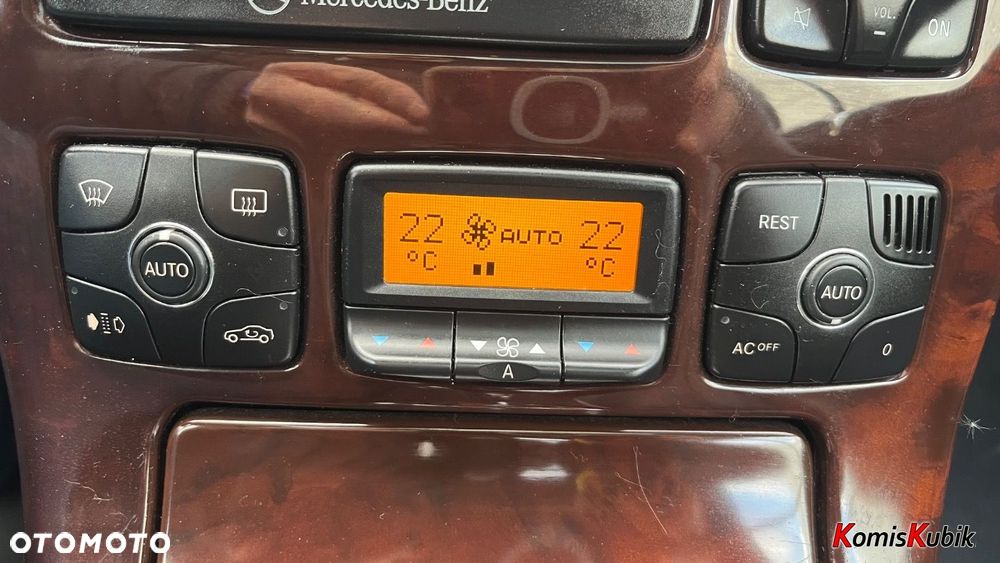 Mercedes-Benz
VOL.
ON
22 AUTO 22
°C °C
REST
AUTO
AUTO
AC OFF
0
A
OTOMOTO
KomisKubik